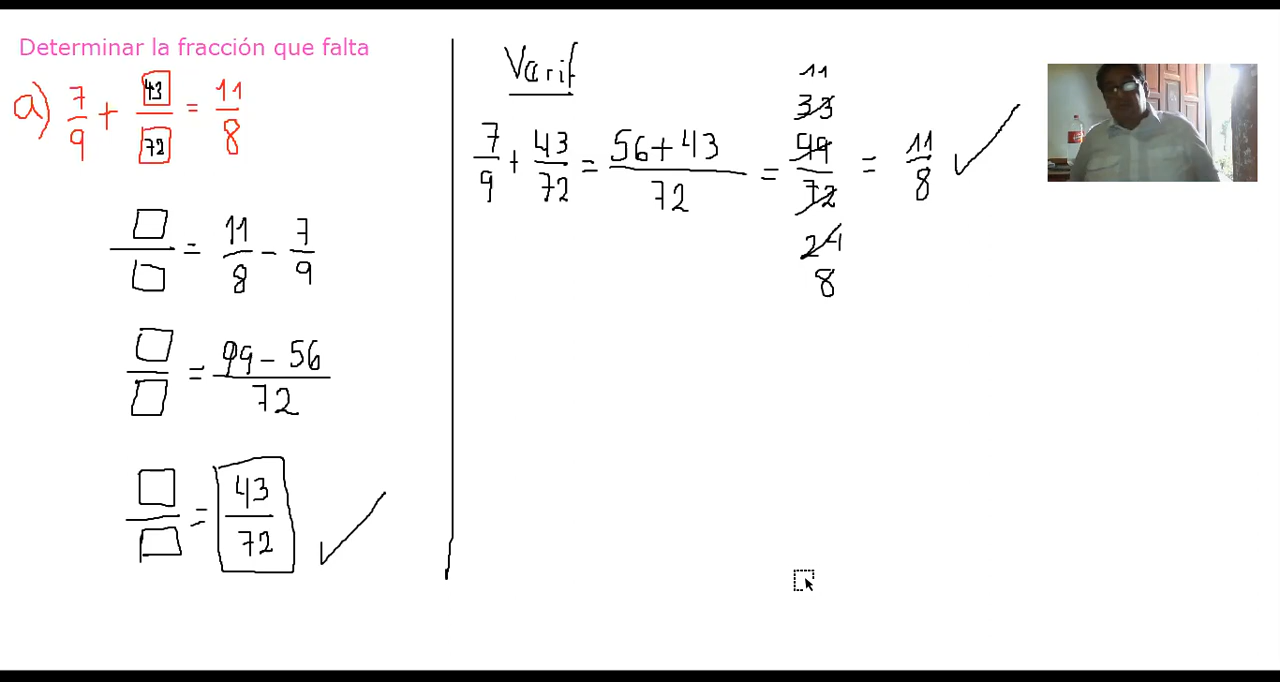 Determinar la fracción que falta
a) 7/9 + 43/72 = 11/8
□/□ = 11/8 - 7/9
□/□ = 99 - 56/72
□/□ = 43/72 ✓
Varif
7/9 + 43/72 = 56 + 43/72 = 99/72 = 11/8 ✓
33
11
24
8